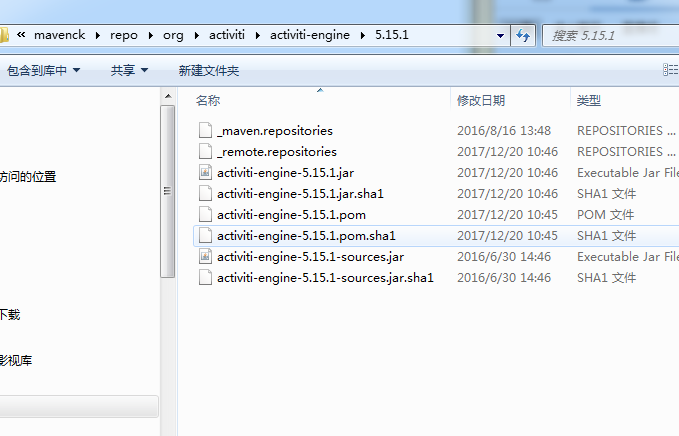 « mavenck ▸ repo ▸ org ▸ activiti ▸ activiti-engine ▸ 5.15.1
搜索 5.15.1
包含到库中 共享 新建文件夹
名称 修改日期 类型
_maven.repositories 2016/8/16 13:48 REPOSITORIES ...
_remote.repositories 2017/12/20 10:46 REPOSITORIES ...
activiti-engine-5.15.1.jar 2017/12/20 10:46 Executable Jar File
activiti-engine-5.15.1.jar.sha1 2017/12/20 10:46 SHA1 文件
activiti-engine-5.15.1.pom 2017/12/20 10:45 POM 文件
activiti-engine-5.15.1.pom.sha1 2017/12/20 10:45 SHA1 文件
activiti-engine-5.15.1-sources.jar 2016/6/30 14:46 Executable Jar File
activiti-engine-5.15.1-sources.jar.sha1 2016/6/30 14:46 SHA1 文件
访问的位置
下载
影视库